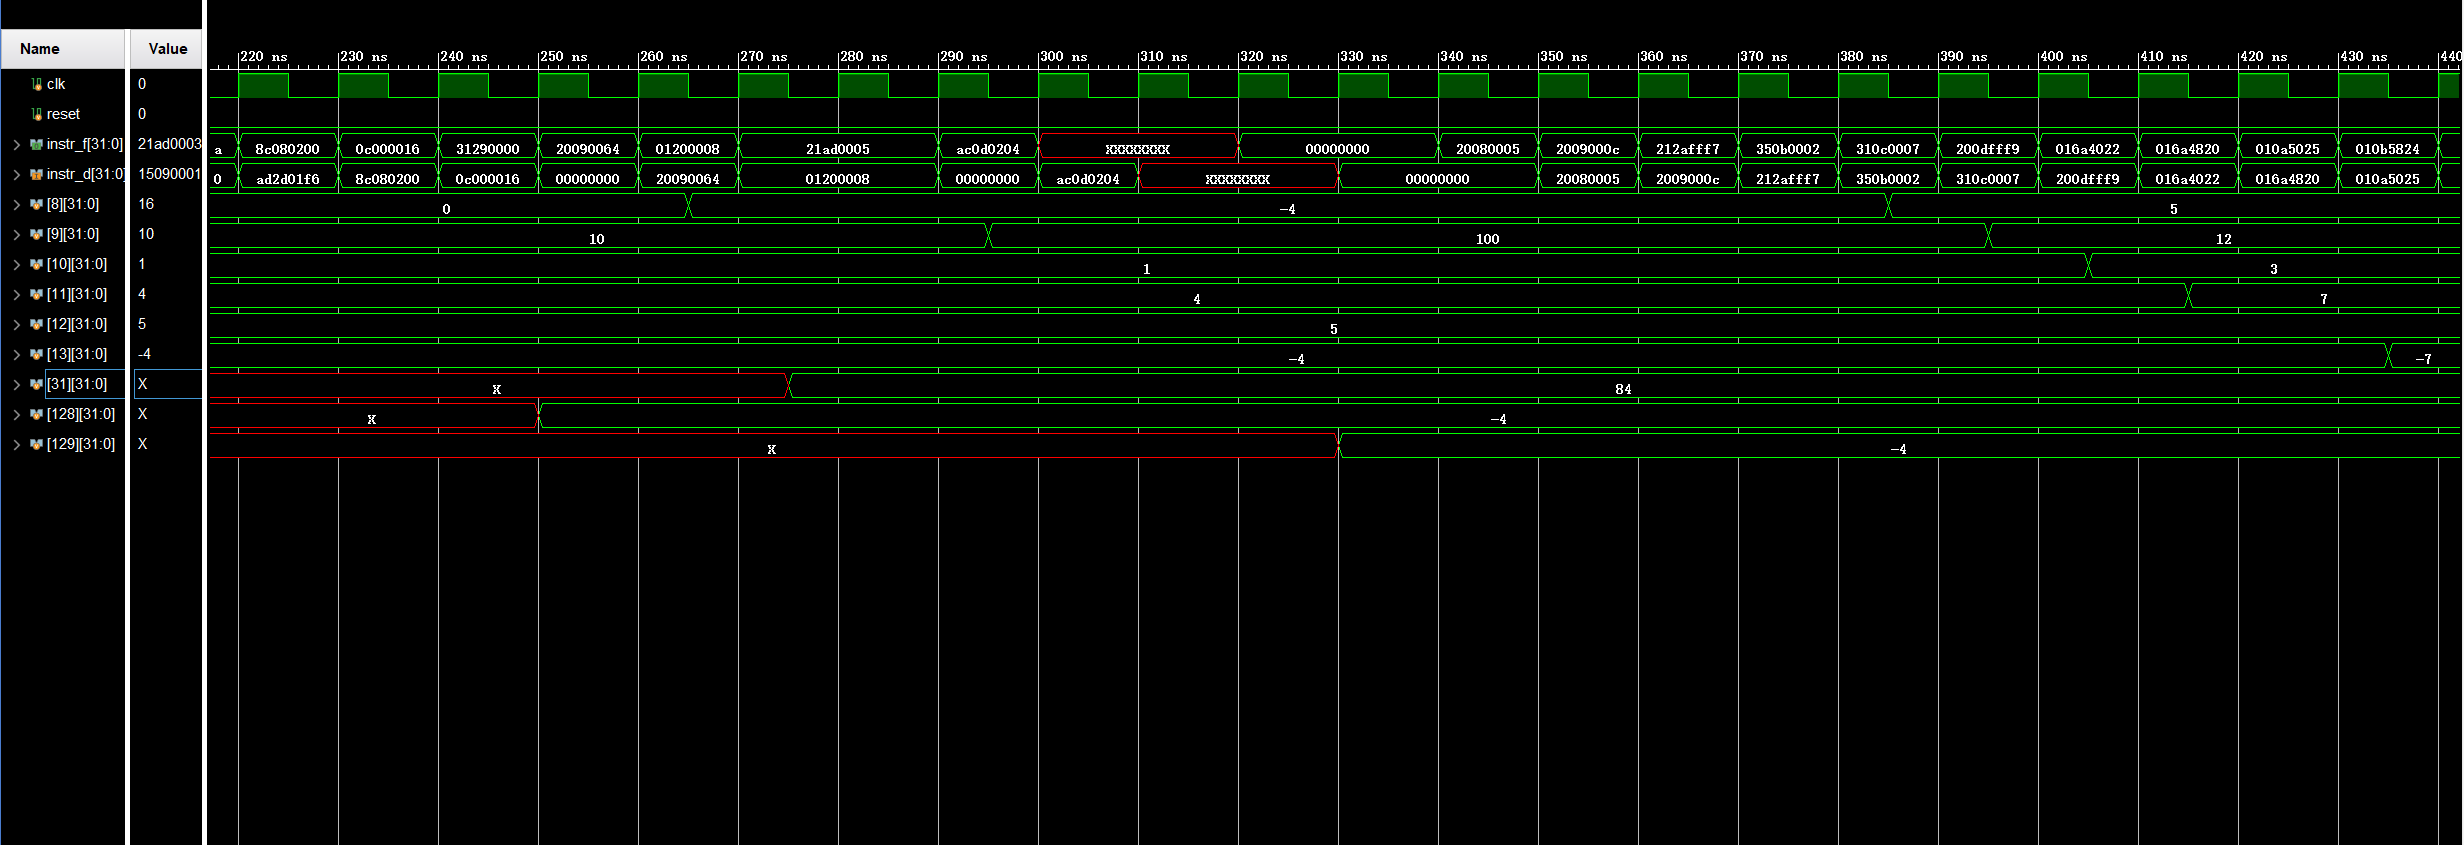 Name Value
220 ns 230 ns 240 ns 250 ns 260 ns 270 ns 280 ns 290 ns 300 ns 310 ns 320 ns 330 ns 340 ns 350 ns 360 ns 370 ns 380 ns 390 ns 400 ns 410 ns 420 ns 430 ns 440
clk 0
reset 0
instr_f[31:0] 21ad0003 a 8c080200 0c000016 31290000 20090064 01200008 21ad0005 ac0d0204 XXXXXXXX 00000000 20080005 2009000c 212afff7 350b0002 310c0007 200dfff9 016a4022 016a4820 010a5025 010b5824
instr_d[31:0] 15090001 0 ad2d01f6 8c080200 0c000016 00000000 20090064 01200008 00000000 ac0d0204 XXXXXXXX 00000000 20080005 2009000c 212afff7 350b0002 310c0007 200dfff9 016a4022 016a4820 010a5025
[8][31:0] 16 0 -4 5
[9][31:0] 10 10 100 12
[10][31:0] 1 1 3
[11][31:0] 4 4 7
[12][31:0] 5 5
[13][31:0] -4 -4 -7
[31][31:0] X X 84
[128][31:0] X X -4
[129][31:0] X X -4